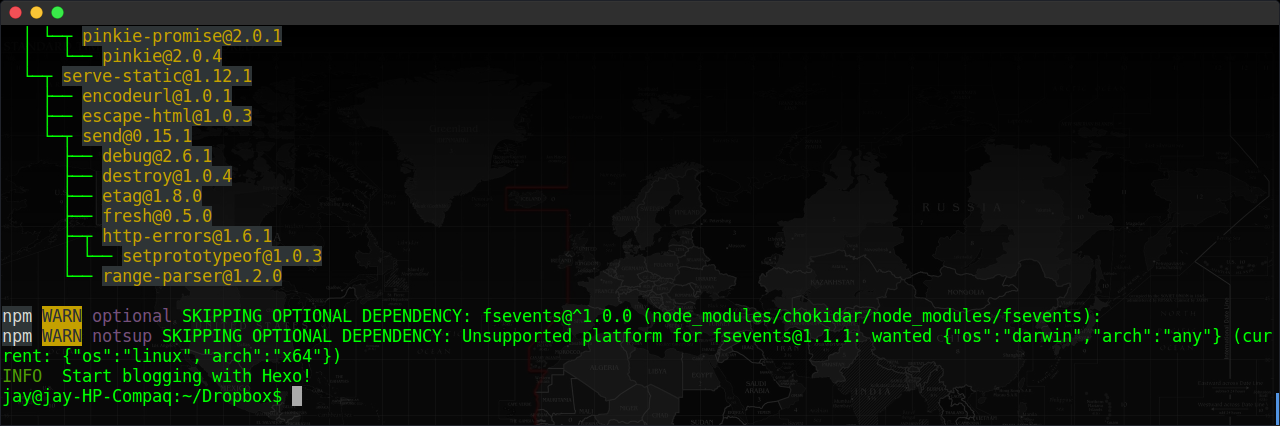 pinkie-promise@2.0.1
pinkie@2.0.4
serve-static@1.12.1
encodeurl@1.0.1
escape-html@1.0.3
send@0.15.1
debug@2.6.1
destroy@1.0.4
etag@1.8.0
fresh@0.5.0
http-errors@1.6.1
setprototypeof@1.0.3
range-parser@1.2.0
npm WARN optional SKIPPING OPTIONAL DEPENDENCY: fsevents@^1.0.0 (node_modules/chokidar/node_modules/fsevents):
npm WARN notsup SKIPPING OPTIONAL DEPENDENCY: Unsupported platform for fsevents@1.1.1: wanted {"os":"darwin","arch":"any"} (cur
rent: {"os":"linux","arch":"x64"})
INFO  Start blogging with Hexo!
jay@jay-HP-Compaq:~/Dropbox$
RUSSIA